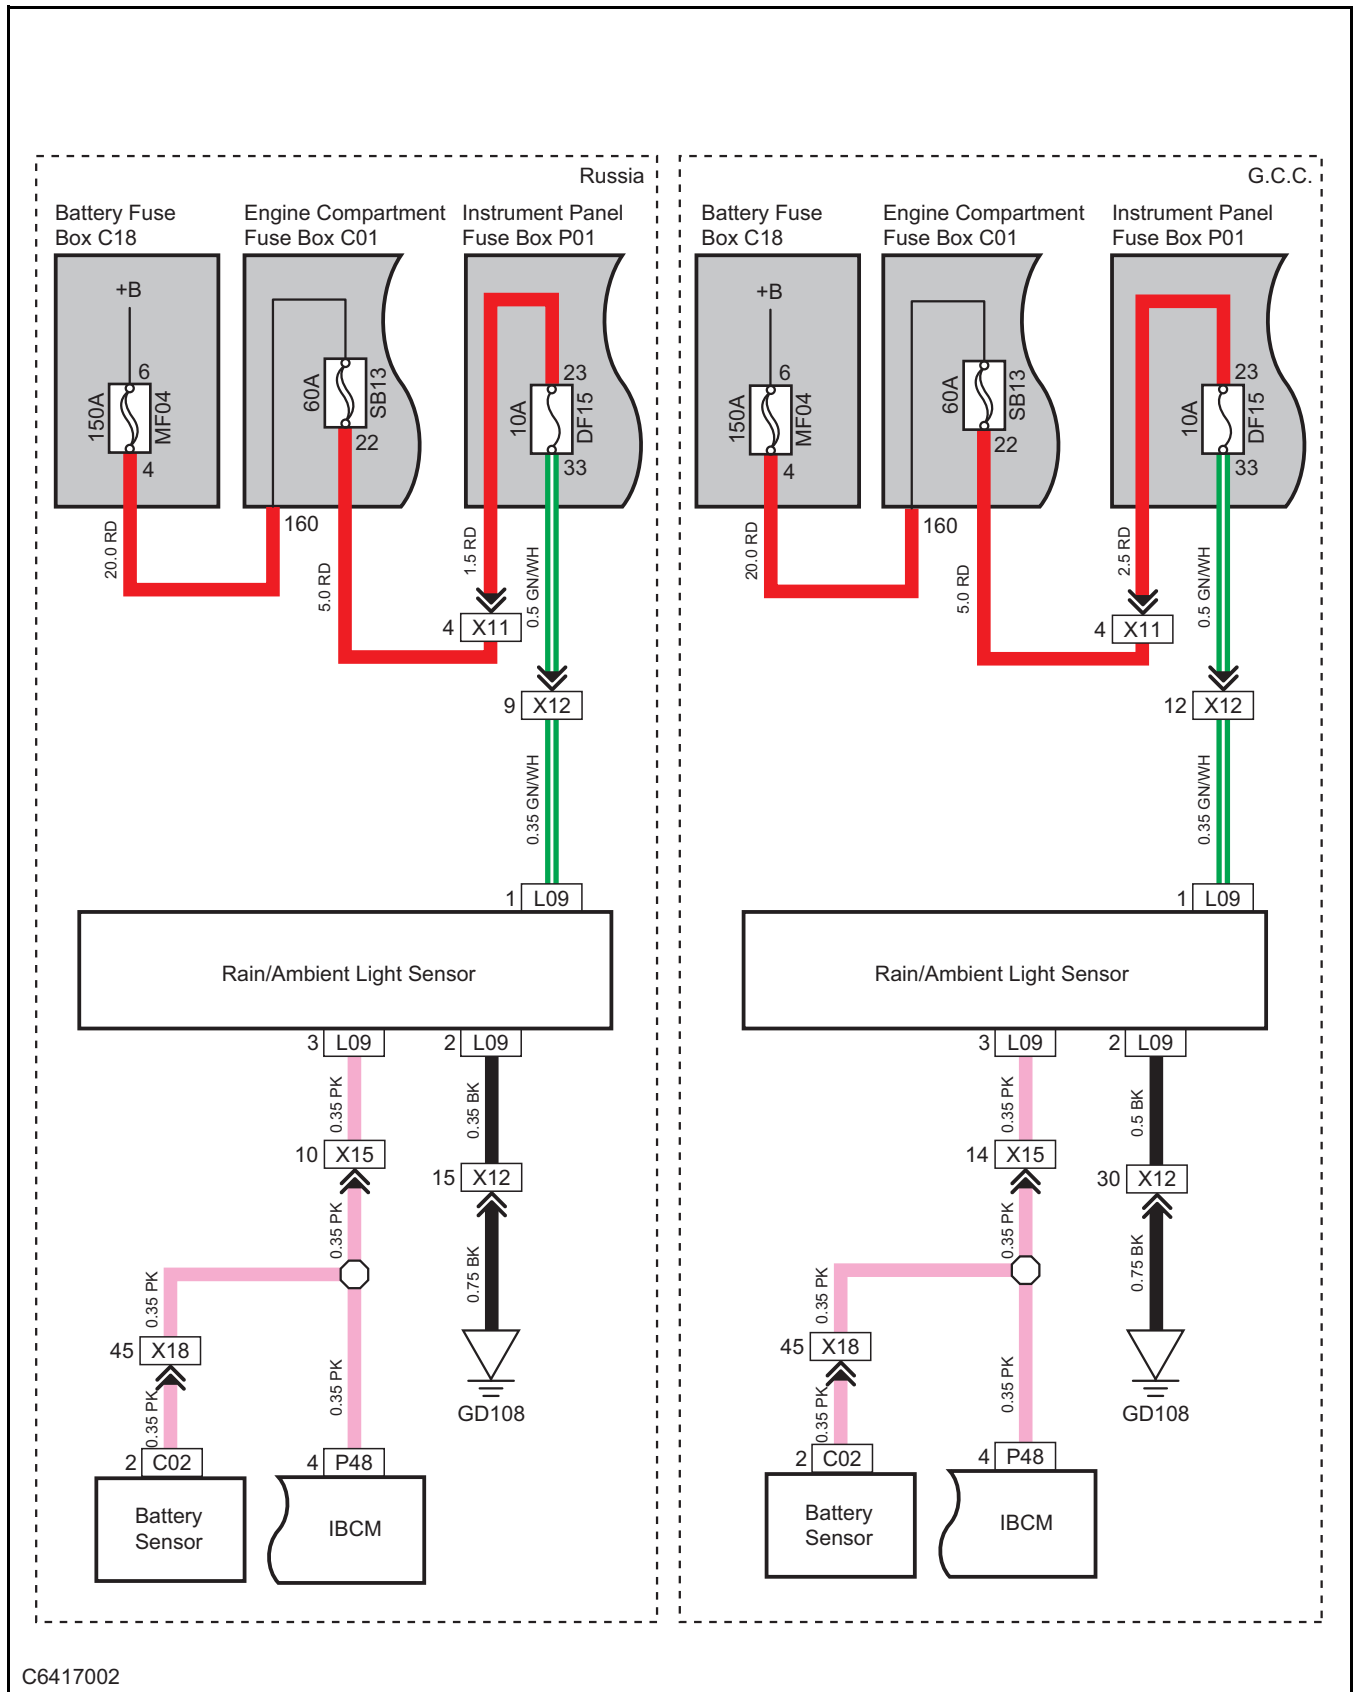 Russia
Battery Fuse
Box C18
Engine Compartment
Fuse Box C01
Instrument Panel
Fuse Box P01
+B
6
150A
MF04
4
60A
SB13
22
23
10A
DF15
33
160
20.0 RD
5.0 RD
1.5 RD
0.5 GN/WH
4
X11
9
X12
0.35 GN/WH
1
L09
Rain/Ambient Light Sensor
3
L09
2
L09
0.35 PK
0.35 BK
10
X15
15
X12
0.35 PK
0.75 BK
0.35 PK
45
X18
0.35 PK
0.35 PK
GD108
2
C02
4
P48
Battery
Sensor
IBCM
G.C.C.
Battery Fuse
Box C18
Engine Compartment
Fuse Box C01
Instrument Panel
Fuse Box P01
+B
6
150A
MF04
4
60A
SB13
22
23
10A
DF15
33
160
20.0 RD
5.0 RD
2.5 RD
0.5 GN/WH
4
X11
12
X12
0.35 GN/WH
1
L09
Rain/Ambient Light Sensor
3
L09
2
L09
0.35 PK
0.5 BK
14
X15
30
X12
0.35 PK
0.75 BK
0.35 PK
45
X18
0.35 PK
0.35 PK
GD108
2
C02
4
P48
Battery
Sensor
IBCM
C6417002